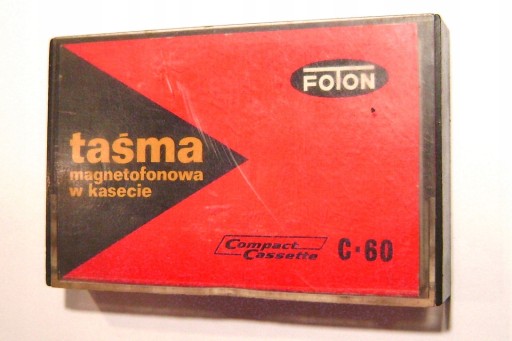 FOTON
taśma
magnetofonowa
w kasecie
Compact
Cassette
C·60